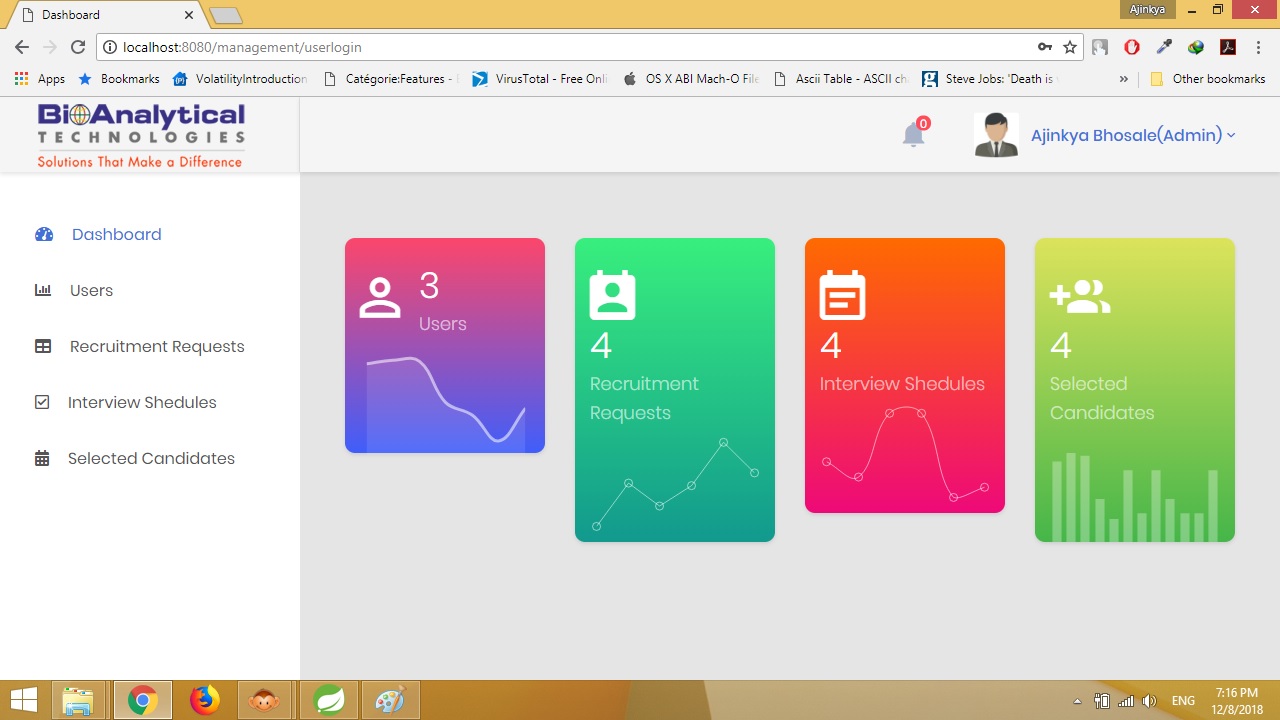 Dashboard
Ajinkya
localhost:8080/management/userlogin
Apps
Bookmarks
VolatilityIntroduction
Catégorie:Features -
VirusTotal - Free Onli
OS X ABI Mach-O File
Ascii Table - ASCII ch
Steve Jobs: 'Death is
»
Other bookmarks
BioAnalytical
TECHNOLOGIES
Solutions That Make a Difference
0
Ajinkya Bhosale(Admin)
Dashboard
Users
Recruitment Requests
Interview Shedules
Selected Candidates
3
Users
4
Recruitment
Requests
4
Interview Shedules
4
Selected
Candidates
ENG
7:16 PM
12/8/2018